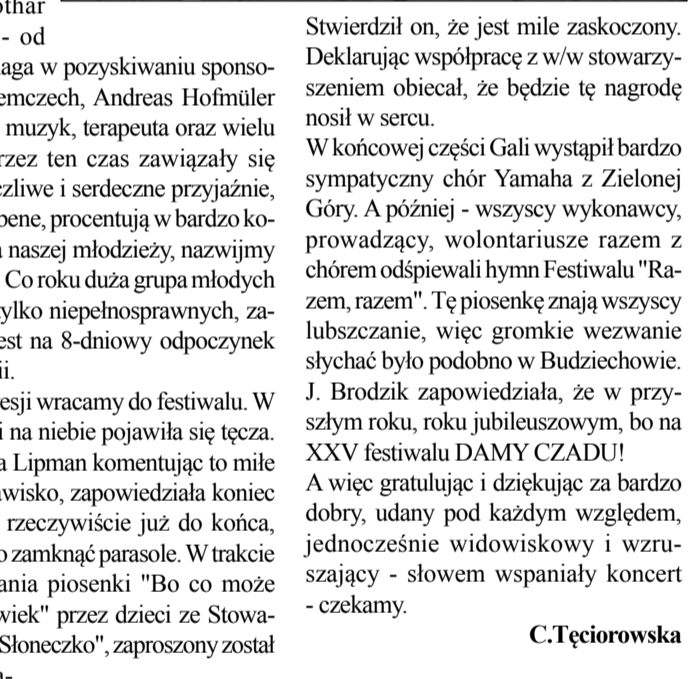 othar
- od
aga w pozyskiwaniu sponso-
emczech, Andreas Hofmüler
muzyk, terapeuta oraz wielu
rzez ten czas zawiązały się
czliwe i serdeczne przyjaźnie,
bene, procentują w bardzo ko-
naszej młodzieży, nazwijmy
Co roku duża grupa młodych
tylko niepełnosprawnych, za-
est na 8-dniowy odpoczynek
ii.
esji wracamy do festiwalu. W
i na niebie pojawiła się tęcza.
a Lipman komentując to miłe
wisko, zapowiedziała koniec
rzeczywiście już do końca,
o zamknąć parasole. W trakcie
ania piosenki "Bo co może
wiek" przez dzieci ze Stowa-
Słoneczko", zaproszony został
Stwierdził on, że jest mile zaskoczony.
Deklarując współpracę z w/w stowarzy-
szeniem obiecał, że będzie tę nagrodę
nosił w sercu.
W końcowej części Gali wystąpił bardzo
sympatyczny chór Yamaha z Zielonej
Góry. A później - wszyscy wykonawcy,
prowadzący, wolontariusze razem z
chórem odśpiewali hymn Festiwalu "Ra-
zem, razem". Tę piosenkę znają wszyscy
lubszczanie, więc gromkie wezwanie
słychać było podobno w Budziechowie.
J. Brodzik zapowiedziała, że w przy-
szłym roku, roku jubileuszowym, bo na
XXV festiwalu DAMY CZADU!
A więc gratulując i dziękując za bardzo
dobry, udany pod każdym względem,
jednocześnie widowiskowy i wzru-
szający - słowem wspaniały koncert
- czekamy.
C.Tęciorowska